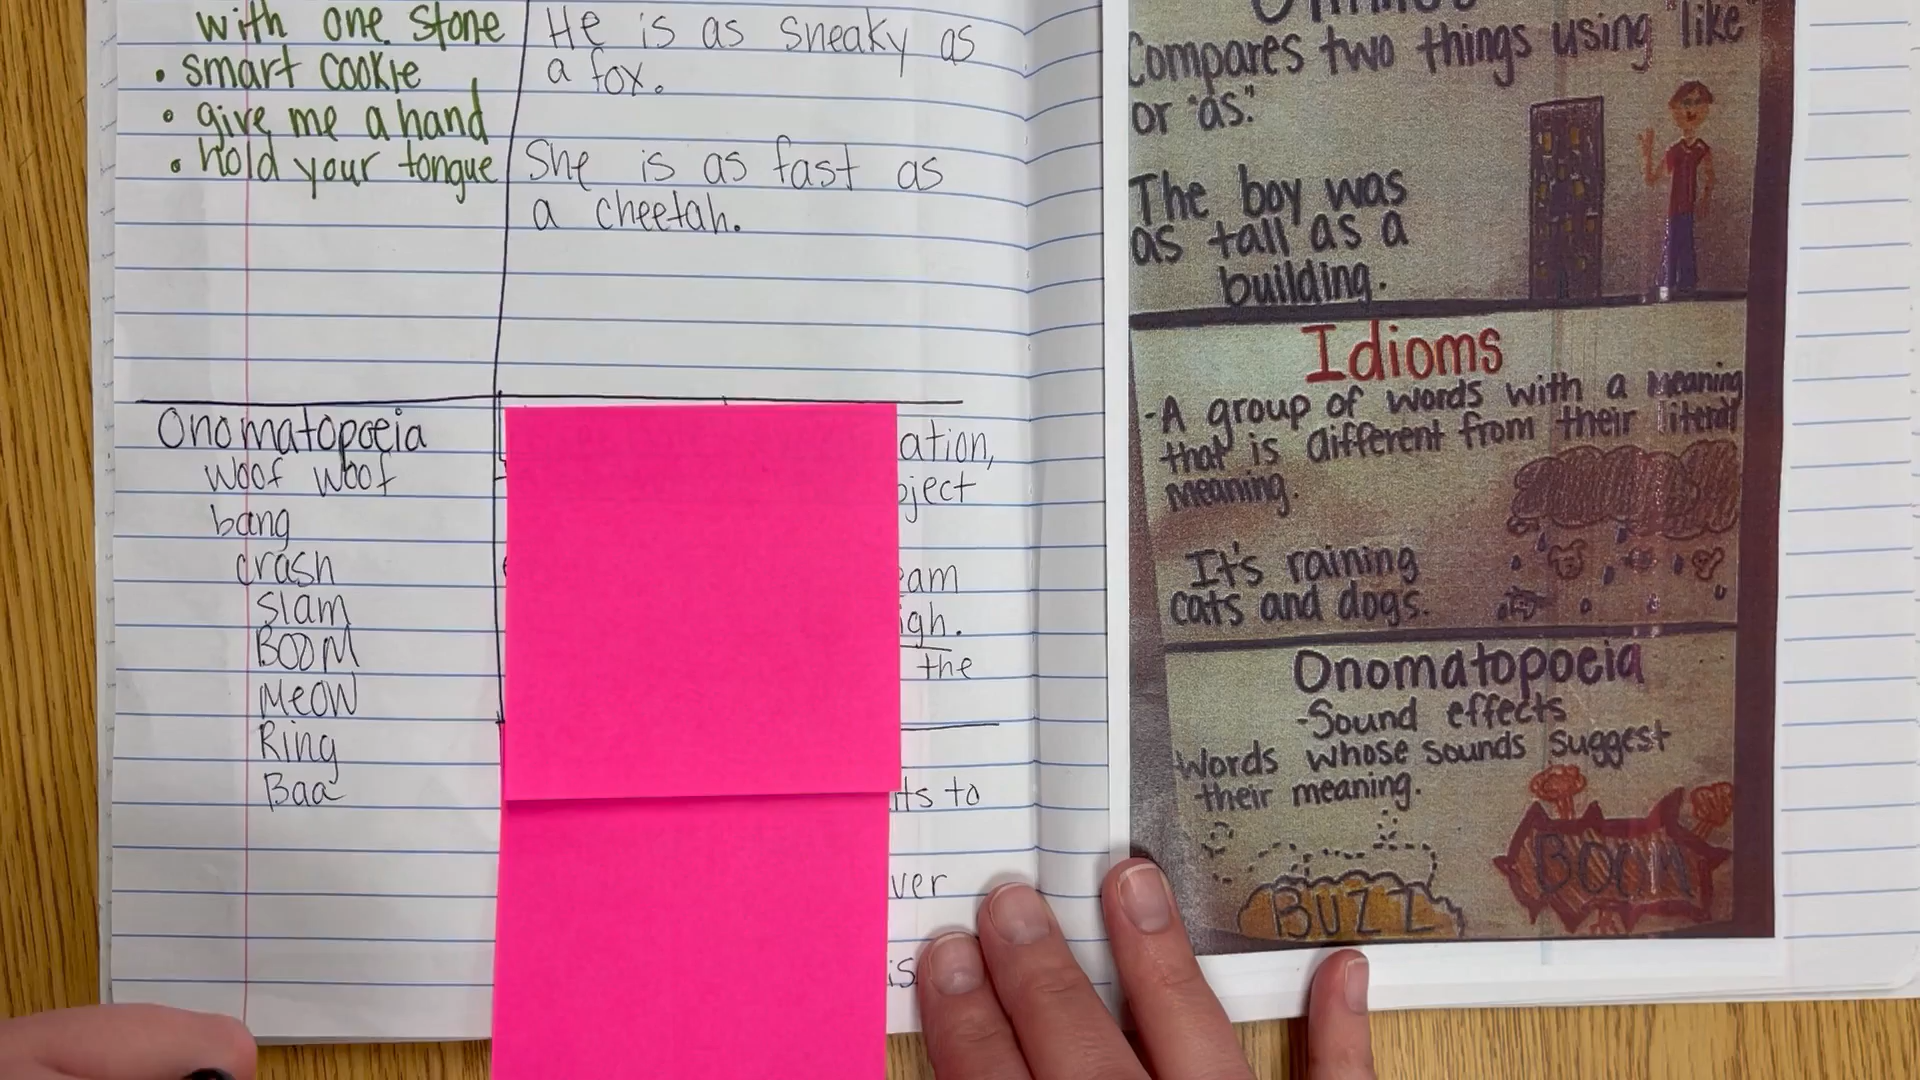 with one stone
• smart cookie
• give me a hand
• hold your tongue
He is as sneaky as
a fox.
She is as fast as
a cheetah.
Onomatopoeia
woof woof
bang
crash
slam
BOOM
Meow
Ring
Baa
ation,
ject
am
igh.
the
ts to
ver
is
Compares two things using "like"
or "as."
The boy was
as tall as a
building.
Idioms
-A group of words with a meaning
that is different from their literal
meaning.
It's raining
cats and dogs.
Onomatopoeia
-Sound effects
Words whose sounds suggest
their meaning.
BUZZ
BOOM